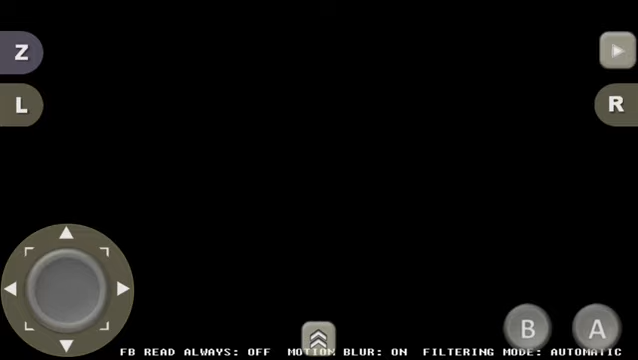 Z
L
R
B
A
FB READ ALWAYS: OFF MOTION BLUR: ON FILTERING MODE: AUTOMATIC